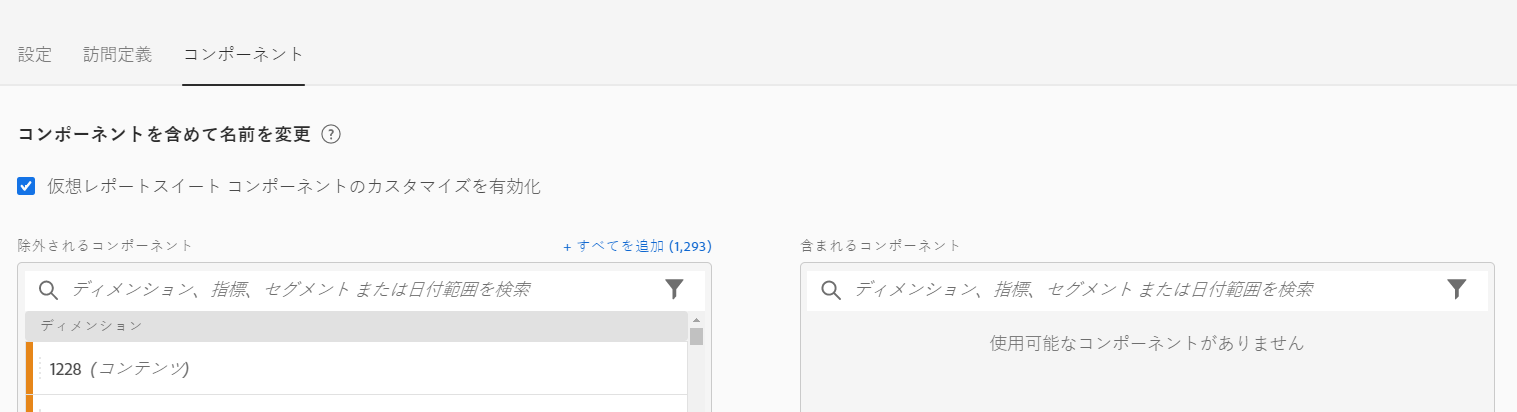 設定 訪問定義 コンポーネント
コンポーネントを含めて名前を変更 ?
仮想レポートスイート コンポーネントのカスタマイズを有効化
除外されるコンポーネント + すべてを追加 (1,293) 含まれるコンポーネント
ディメンション、指標、セグメント または日付範囲を検索 ディメンション、指標、セグメント または日付範囲を検索
ディメンション
使用可能なコンポーネントがありません
1228 (コンテンツ)